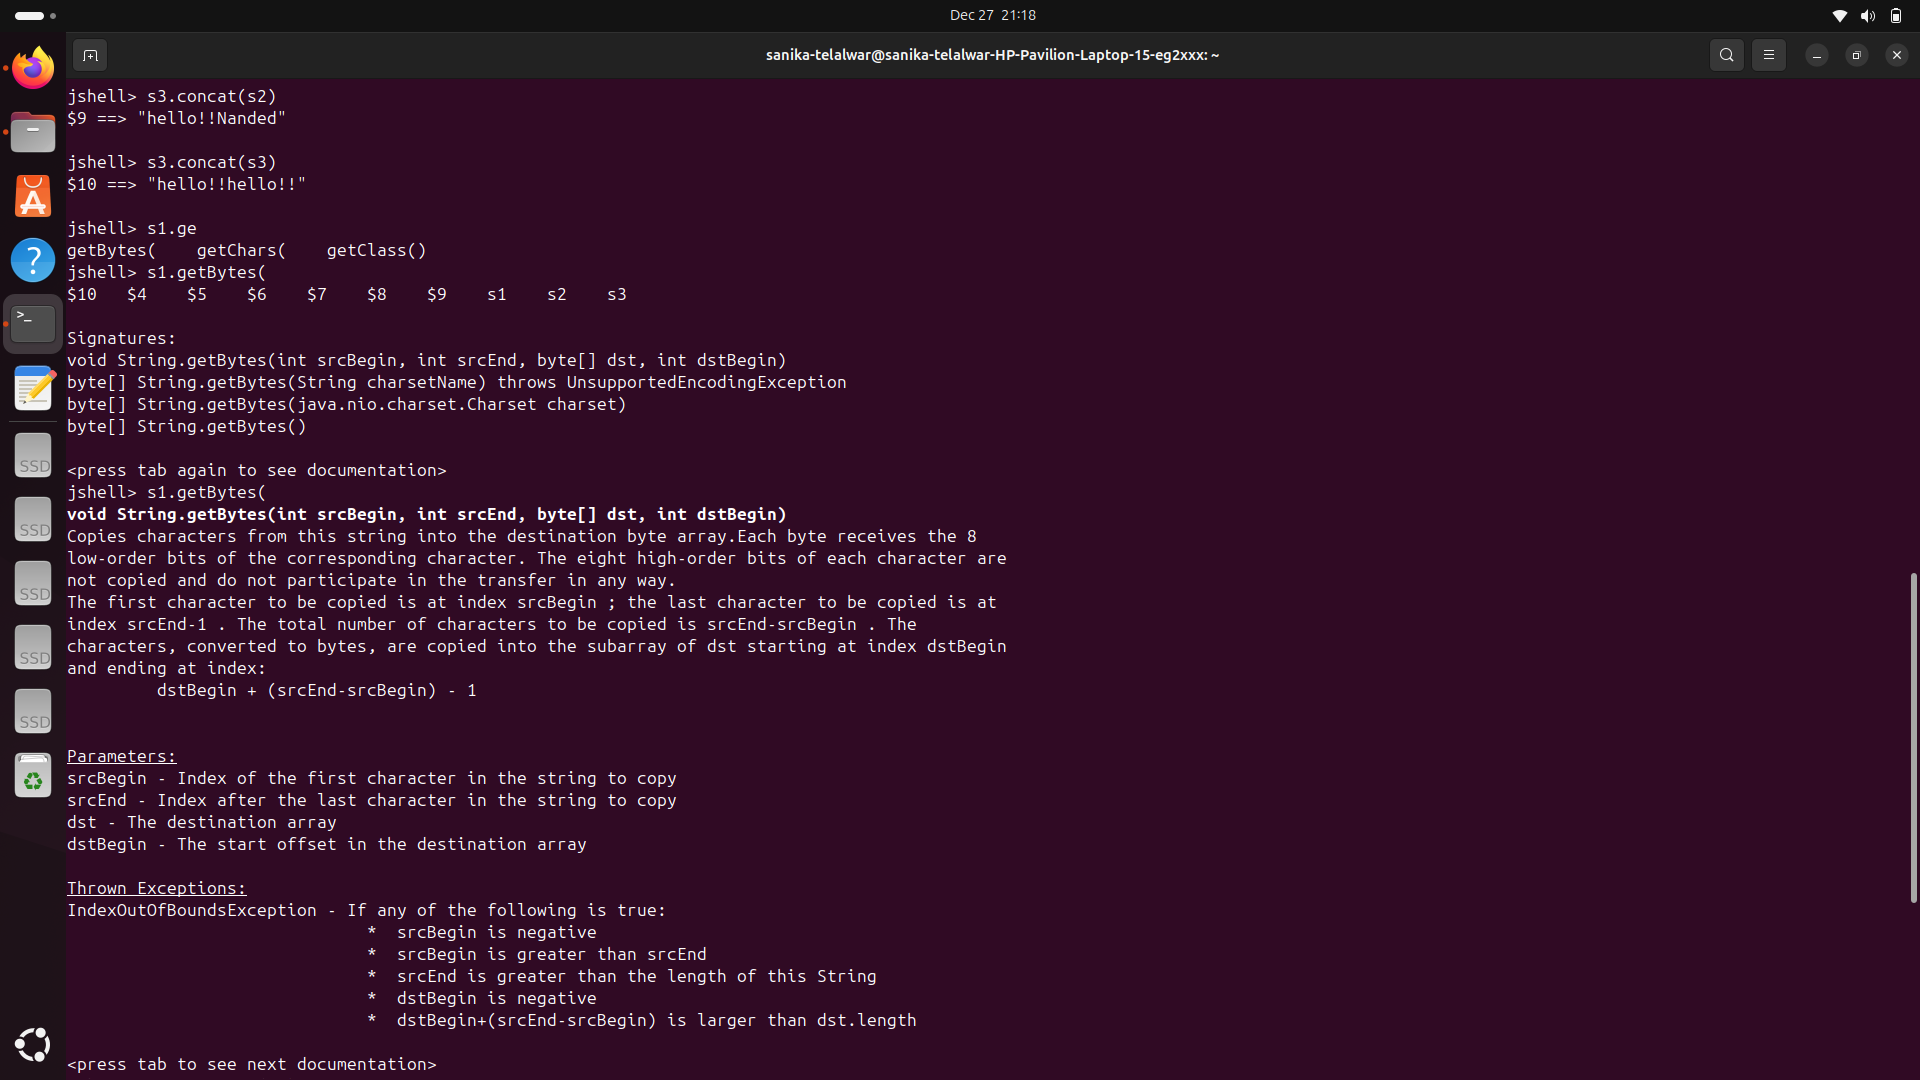 Dec 27 21:18
sanika-telalwar@sanika-telalwar-HP-Pavilion-Laptop-15-eg2xxx: ~
jshell> s3.concat(s2)
$9 ==> "hello!!Nanded"
jshell> s3.concat(s3)
$10 ==> "hello!!hello!!"
jshell> s1.ge
getBytes(    getChars(    getClass()
jshell> s1.getBytes(
$10   $4    $5    $6    $7    $8    $9    s1    s2    s3
Signatures:
void String.getBytes(int srcBegin, int srcEnd, byte[] dst, int dstBegin)
byte[] String.getBytes(String charsetName) throws UnsupportedEncodingException
byte[] String.getBytes(java.nio.charset.Charset charset)
byte[] String.getBytes()
<press tab again to see documentation>
jshell> s1.getBytes(
void String.getBytes(int srcBegin, int srcEnd, byte[] dst, int dstBegin)
Copies characters from this string into the destination byte array.Each byte receives the 8
low-order bits of the corresponding character. The eight high-order bits of each character are
not copied and do not participate in the transfer in any way.
The first character to be copied is at index srcBegin ; the last character to be copied is at
index srcEnd-1 . The total number of characters to be copied is srcEnd-srcBegin . The
characters, converted to bytes, are copied into the subarray of dst starting at index dstBegin
and ending at index:
dstBegin + (srcEnd-srcBegin) - 1
Parameters:
srcBegin - Index of the first character in the string to copy
srcEnd - Index after the last character in the string to copy
dst - The destination array
dstBegin - The start offset in the destination array
Thrown Exceptions:
IndexOutOfBoundsException - If any of the following is true:
*  srcBegin is negative
*  srcBegin is greater than srcEnd
*  srcEnd is greater than the length of this String
*  dstBegin is negative
*  dstBegin+(srcEnd-srcBegin) is larger than dst.length
<press tab to see next documentation>
A
?
>_
SSD
SSD
SSD
SSD
SSD